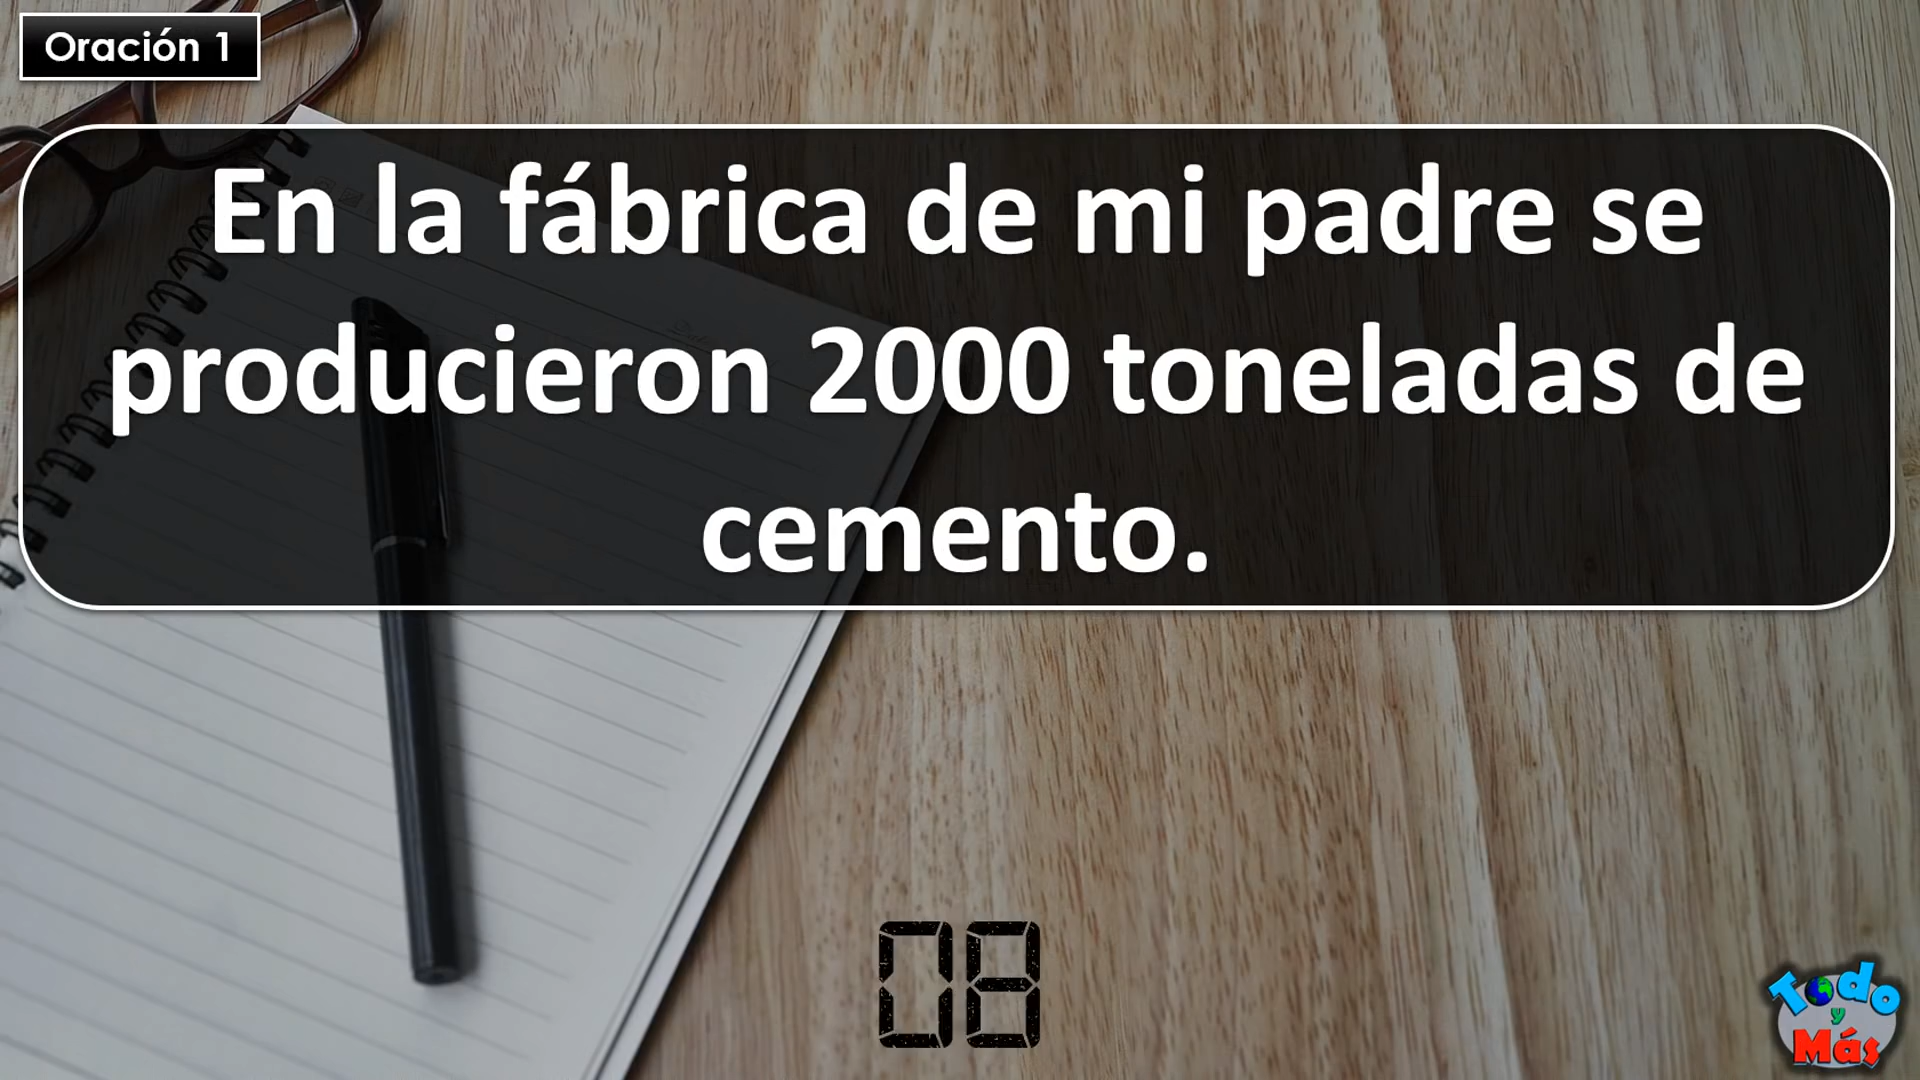 Oración 1
En la fábrica de mi padre se
producieron 2000 toneladas de
cemento.
08
Todo
y
Más